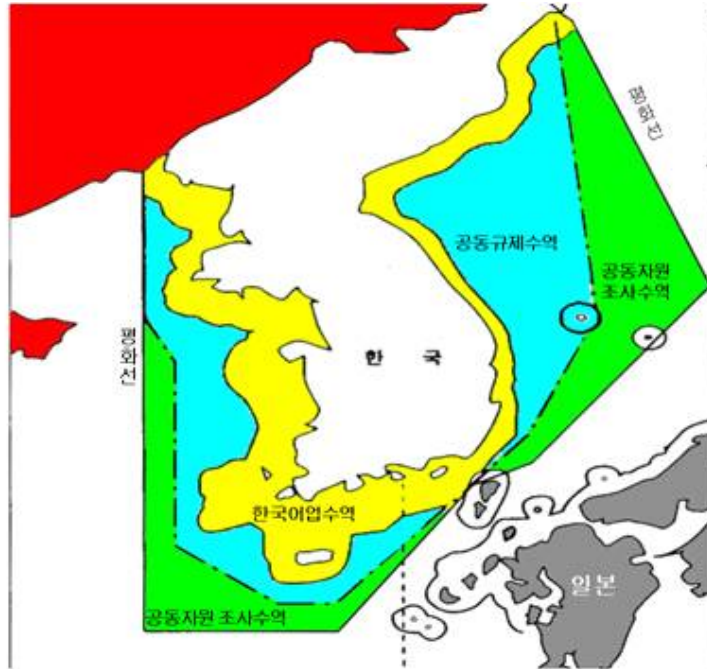 평화선
공동규제수역
공동자원
조사수역
평화선
한 국
한국어업수역
일본
공동자원 조사수역